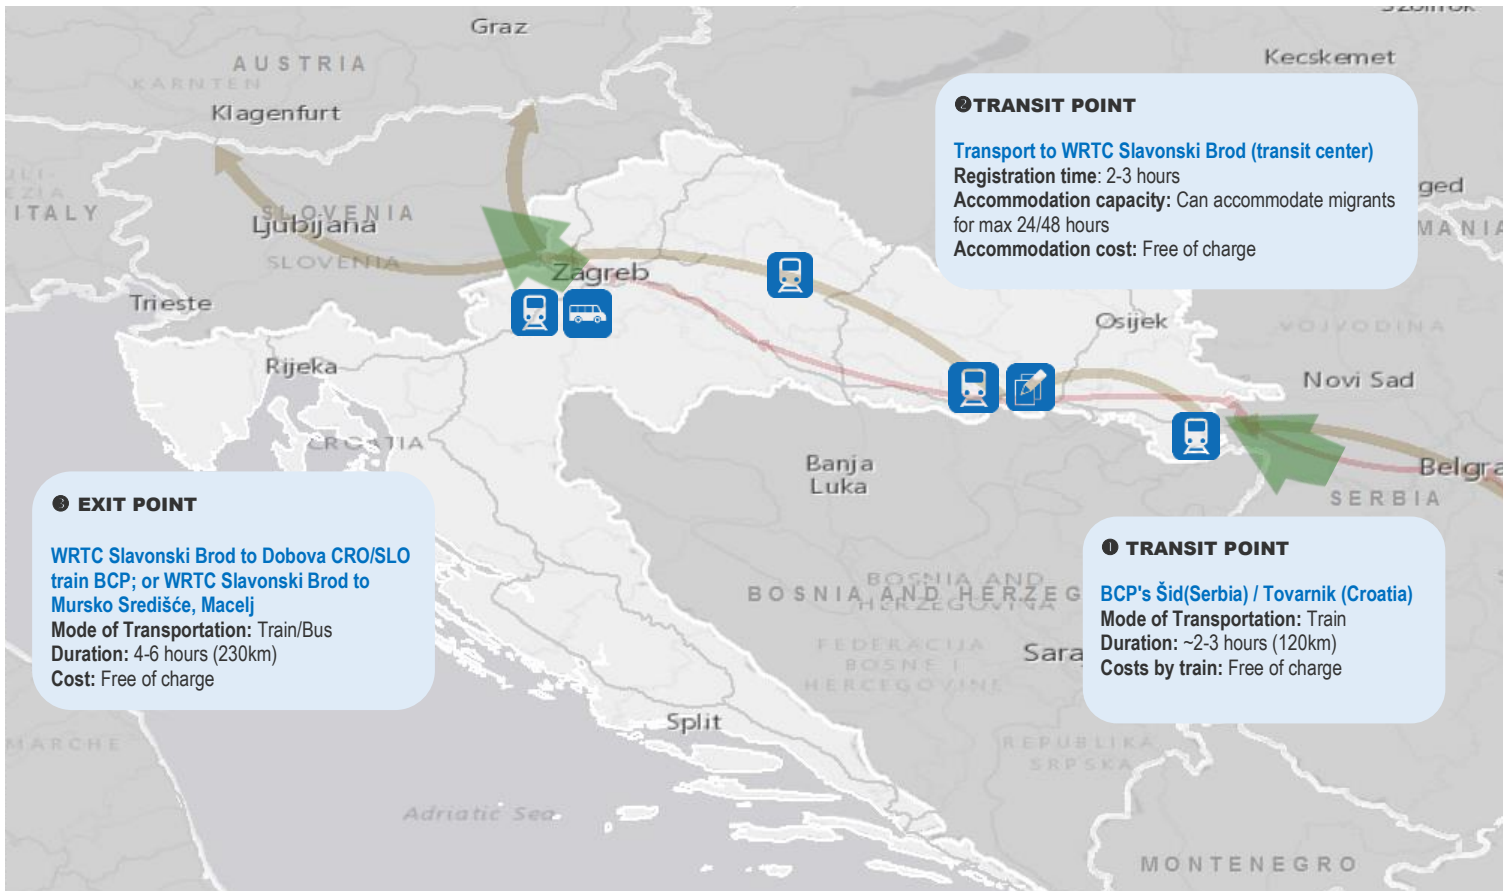 Graz
AUSTRIA
KÄRNTEN
Klagenfurt
Kecskemet
❷TRANSIT POINT
Transport to WRTC Slavonski Brod (transit center)
Registration time: 2-3 hours
Accommodation capacity: Can accommodate migrants
for max 24/48 hours
Accommodation cost: Free of charge
ITALY
SLOVENIA
Ljubljana
SLOVENIA
Trieste
Zagreb
Rijeka
CROATIA
Osijek
VOJVODINA
Novi Sad
Banja
Luka
SERBIA
❸ EXIT POINT
WRTC Slavonski Brod to Dobova CRO/SLO
train BCP; or WRTC Slavonski Brod to
Mursko Središće, Macelj
Mode of Transportation: Train/Bus
Duration: 4-6 hours (230km)
Cost: Free of charge
❶ TRANSIT POINT
BCP's Šid(Serbia) / Tovarnik (Croatia)
Mode of Transportation: Train
Duration: ~2-3 hours (120km)
Costs by train: Free of charge
BOSNIA AND HERZEG
BOSNIA AND
HERZEGOVINA
FEDERACIJA
BOSNE I
HERCEGOVINE
Split
REPUBLIKA
SRPSKA
MARCHE
Adriatic Sea
MONTENEGRO